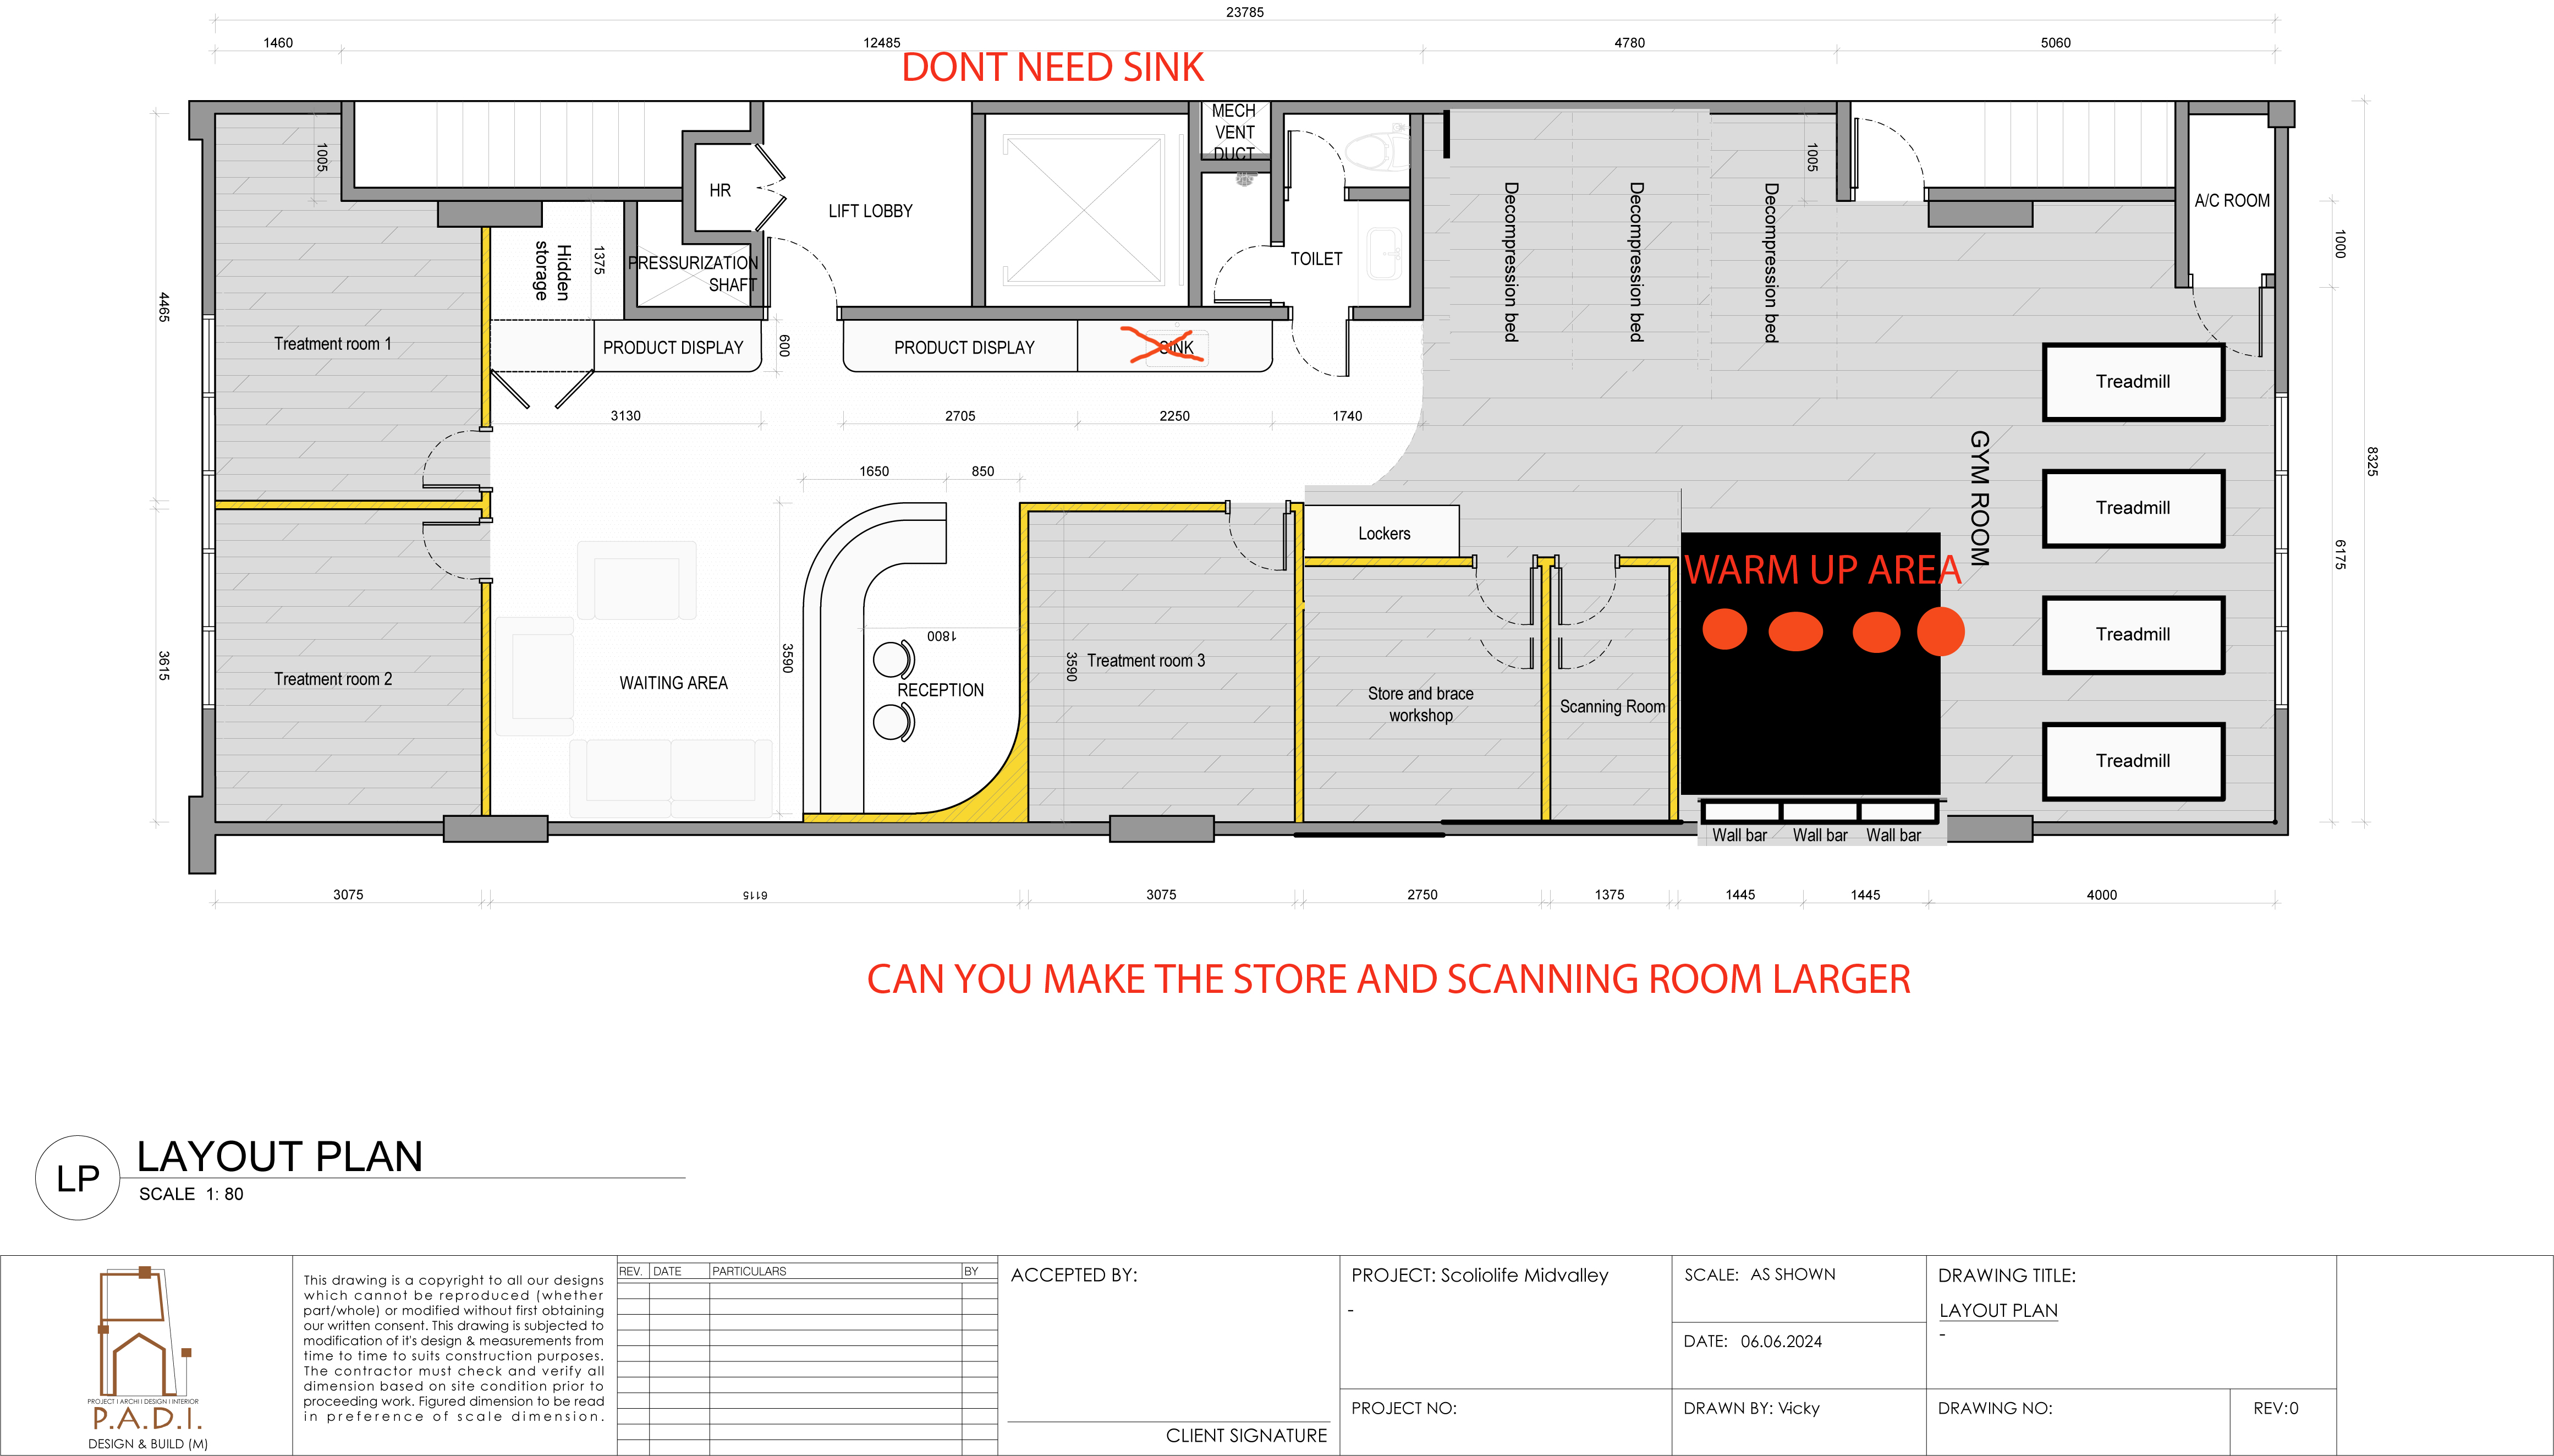 23785
1460
12485
4780
5060
DONT NEED SINK
MECH
VENT
DUCT
1005
1005
HR
LIFT LOBBY
A/C ROOM
Hidden
storage
1375
PRESSURIZATION
SHAFT
TOILET
Decompression bed
Decompression bed
Decompression bed
1000
4465
Treatment room 1
PRODUCT DISPLAY
600
PRODUCT DISPLAY
SINK
Treadmill
3130
2705
2250
1740
8325
1650
850
GYM ROOM
Treadmill
Lockers
6175
WARM UP AREA
1800
Treadmill
3615
Treatment room 2
WAITING AREA
3590
RECEPTION
3590
Treatment room 3
Store and brace
workshop
Scanning Room
Treadmill
Wall bar
Wall bar
Wall bar
3075
6115
3075
2750
1375
1445
1445
4000
CAN YOU MAKE THE STORE AND SCANNING ROOM LARGER
LP
LAYOUT PLAN
SCALE 1: 80
PROJECT I ARCHI I DESIGN I INTERIOR
P.A.D.I.
DESIGN & BUILD (M)
This drawing is a copyright to all our designs
which cannot be reproduced (whether
part/whole) or modified without first obtaining
our written consent. This drawing is subjected to
modification of it's design & measurements from
time to time to suits construction purposes.
The contractor must check and verify all
dimension based on site condition prior to
proceeding work. Figured dimension to be read
in preference of scale dimension.
REV.
DATE
PARTICULARS
BY
ACCEPTED BY:
CLIENT SIGNATURE
PROJECT: Scoliolife Midvalley
-
PROJECT NO:
SCALE: AS SHOWN
DATE: 06.06.2024
DRAWN BY: Vicky
DRAWING TITLE:
LAYOUT PLAN
-
DRAWING NO:
REV:0